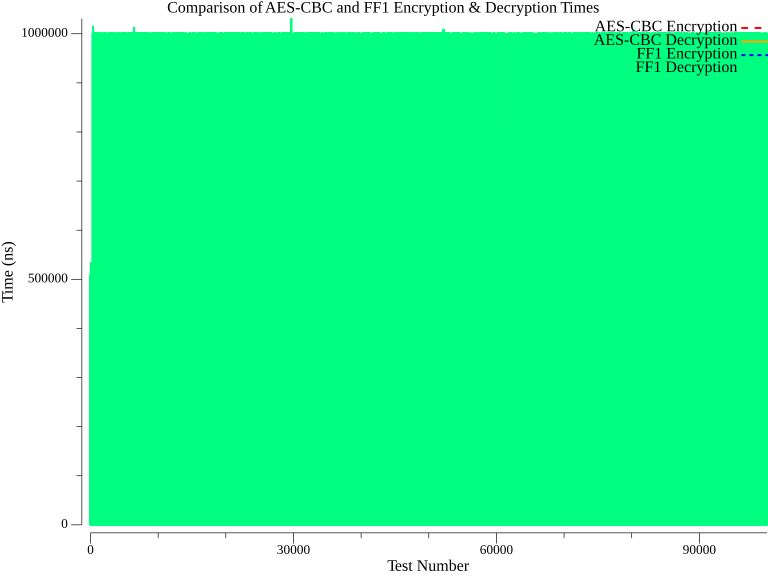 Comparison of AES-CBC and FF1 Encryption & Decryption Times
AES-CBC Encryption
AES-CBC Decryption
FF1 Encryption
FF1 Decryption
1000000
500000
0
Time (ns)
0 30000 60000 90000
Test Number